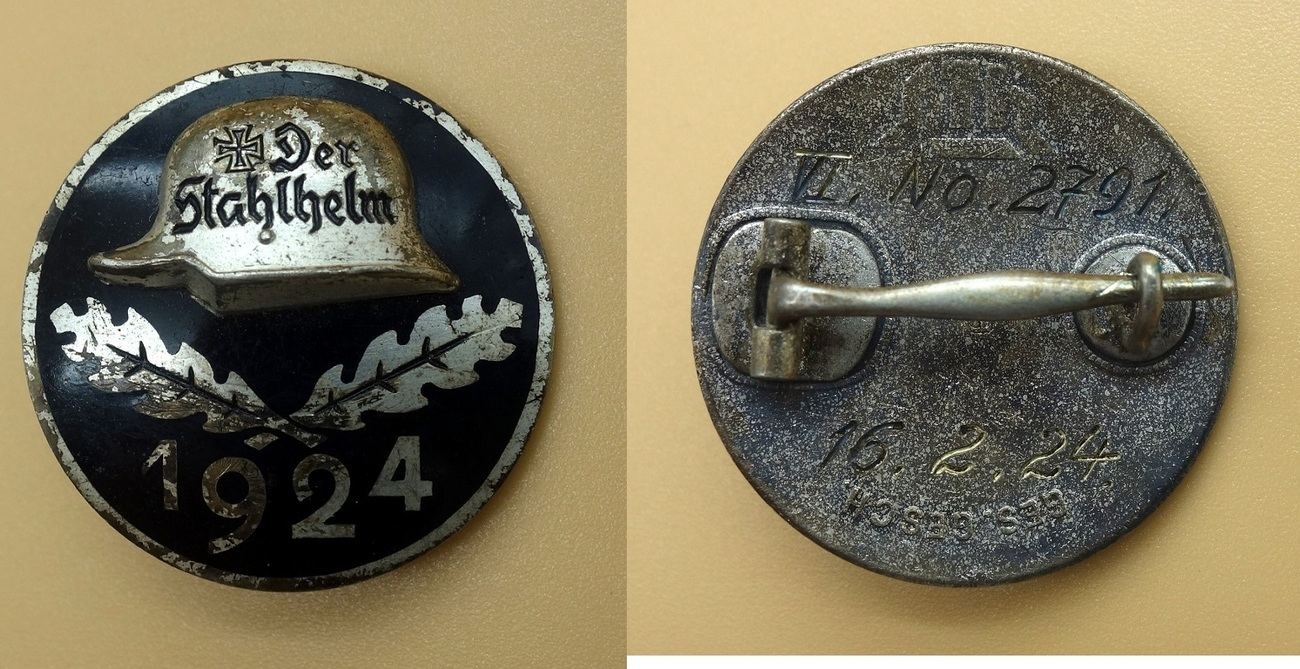 Der
Stahlhelm
1924
VI. No. 2791.
16. 2. 24.
GES. GESCH